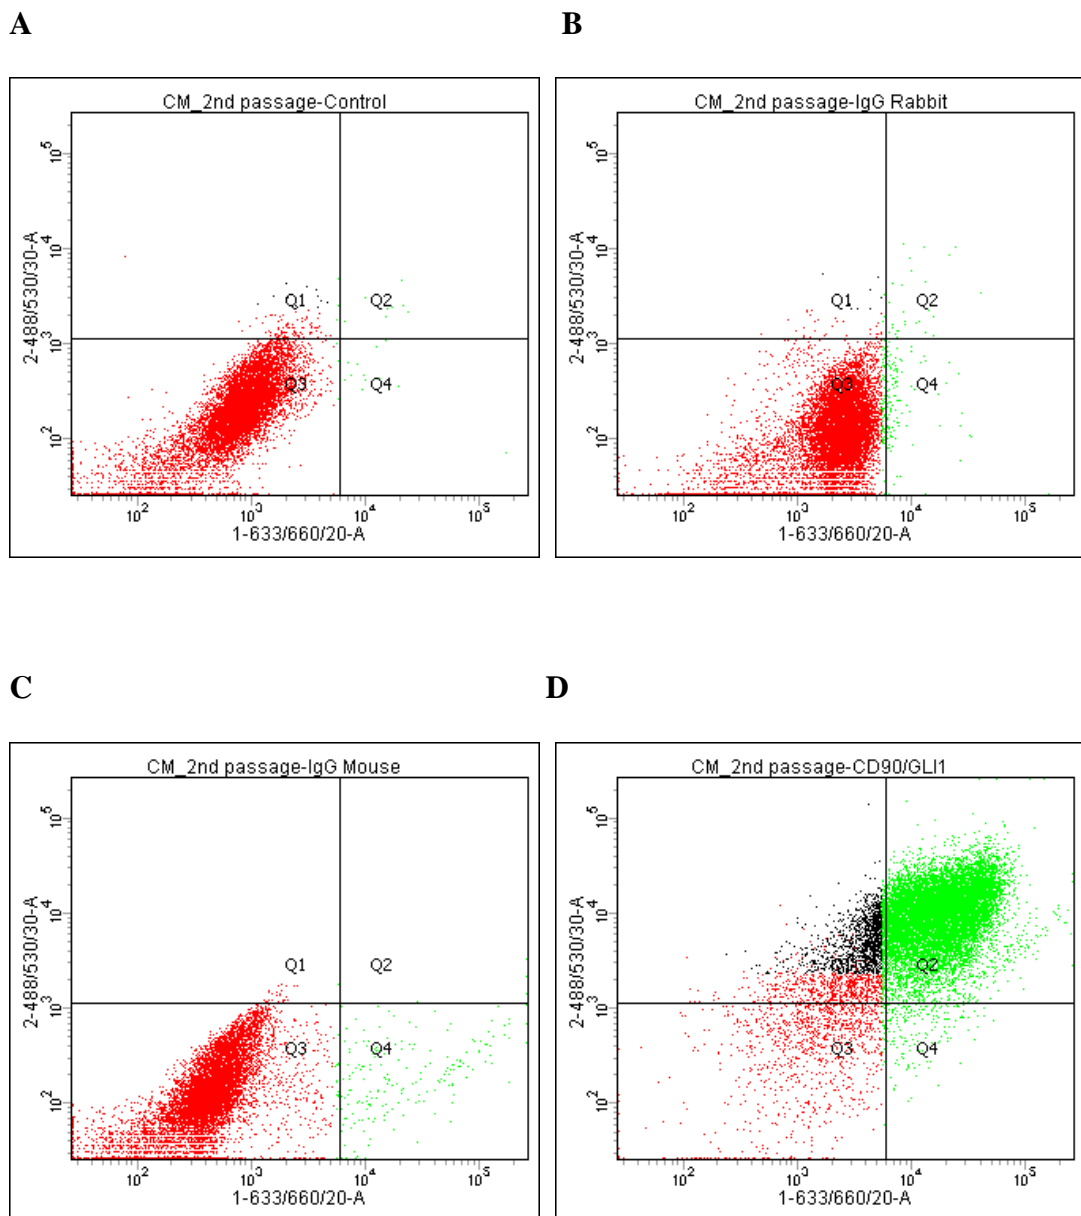 A
B
CM_2nd passage-Control
2-488/530/30-A
10^5
10^4
10^3
10^2
Q1
Q2
Q3
Q4
10^2
10^3
10^4
10^5
1-633/660/20-A
CM_2nd passage-IgG Rabbit
2-488/530/30-A
10^5
10^4
10^3
10^2
Q1
Q2
Q3
Q4
10^2
10^3
10^4
10^5
1-633/660/20-A
C
D
CM_2nd passage-IgG Mouse
2-488/530/30-A
10^5
10^4
10^3
10^2
Q1
Q2
Q3
Q4
10^2
10^3
10^4
10^5
1-633/660/20-A
CM_2nd passage-CD90/GLI1
2-488/530/30-A
10^5
10^4
10^3
10^2
Q2
Q3
Q4
10^2
10^3
10^4
10^5
1-633/660/20-A